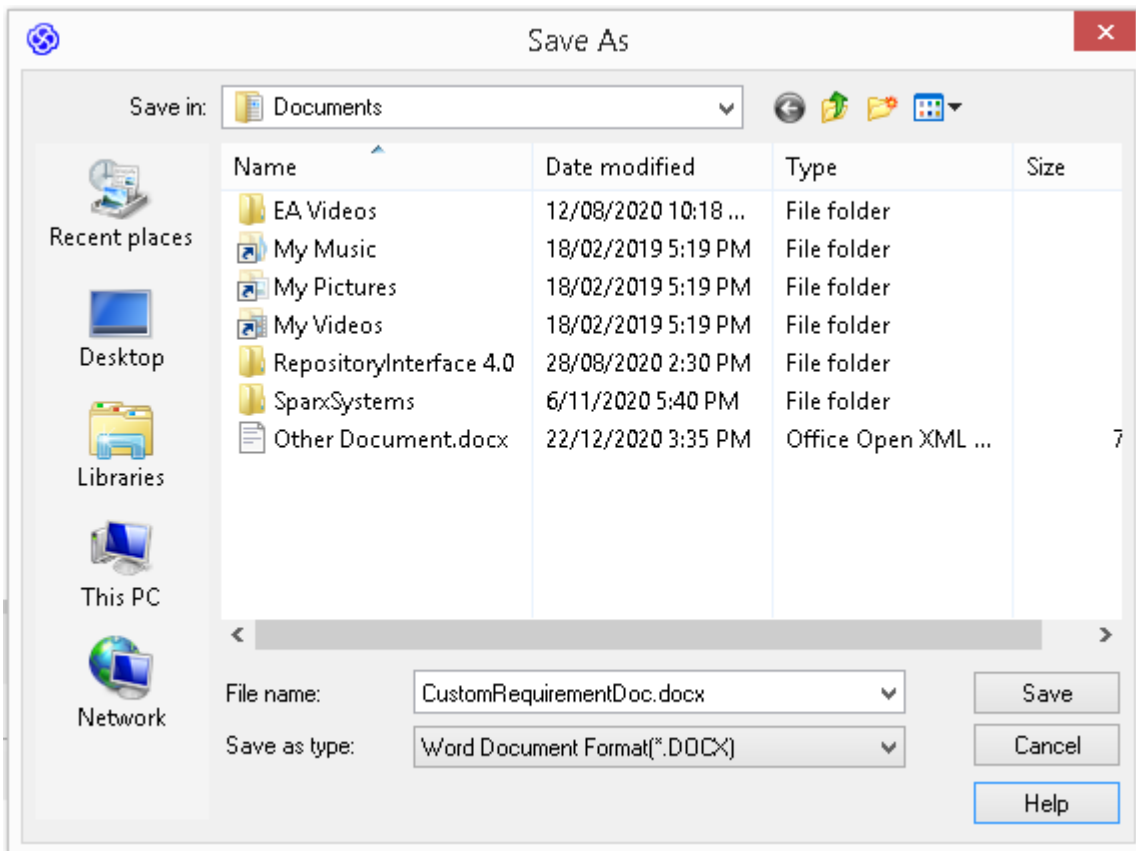 Save As
Save in: Documents
Name Date modified Type Size
EA Videos 12/08/2020 10:18 ... File folder
My Music 18/02/2019 5:19 PM File folder
My Pictures 18/02/2019 5:19 PM File folder
My Videos 18/02/2019 5:19 PM File folder
RepositoryInterface 4.0 28/08/2020 2:30 PM File folder
SparxSystems 6/11/2020 5:40 PM File folder
Other Document.docx 22/12/2020 3:35 PM Office Open XML ... 7
Recent places
Desktop
Libraries
This PC
Network
File name: CustomRequirementDoc.docx Save
Save as type: Word Document Format(*.DOCX) Cancel
Help